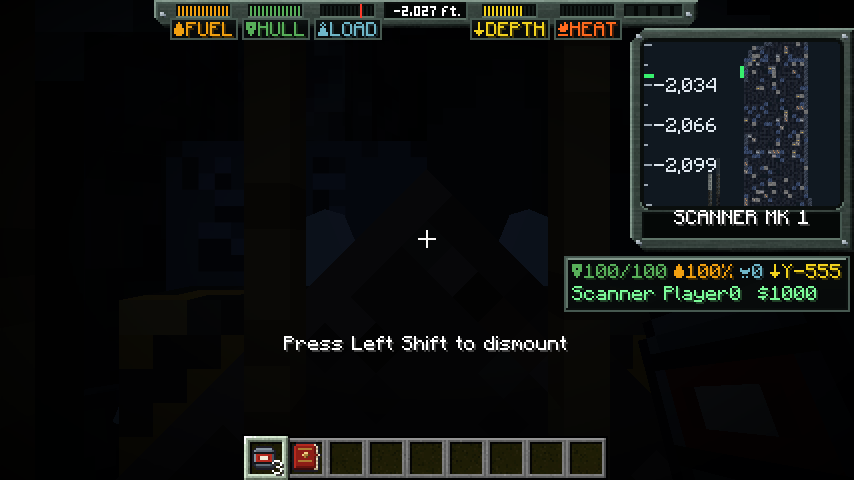 -2,027 ft.
FUEL HULL LOAD DEPTH HEAT
-2,034
-2,066
-2,099
SCANNER MK 1
100/100 100% 0 Y-555
Scanner Player0 $1000
Press Left Shift to dismount
3